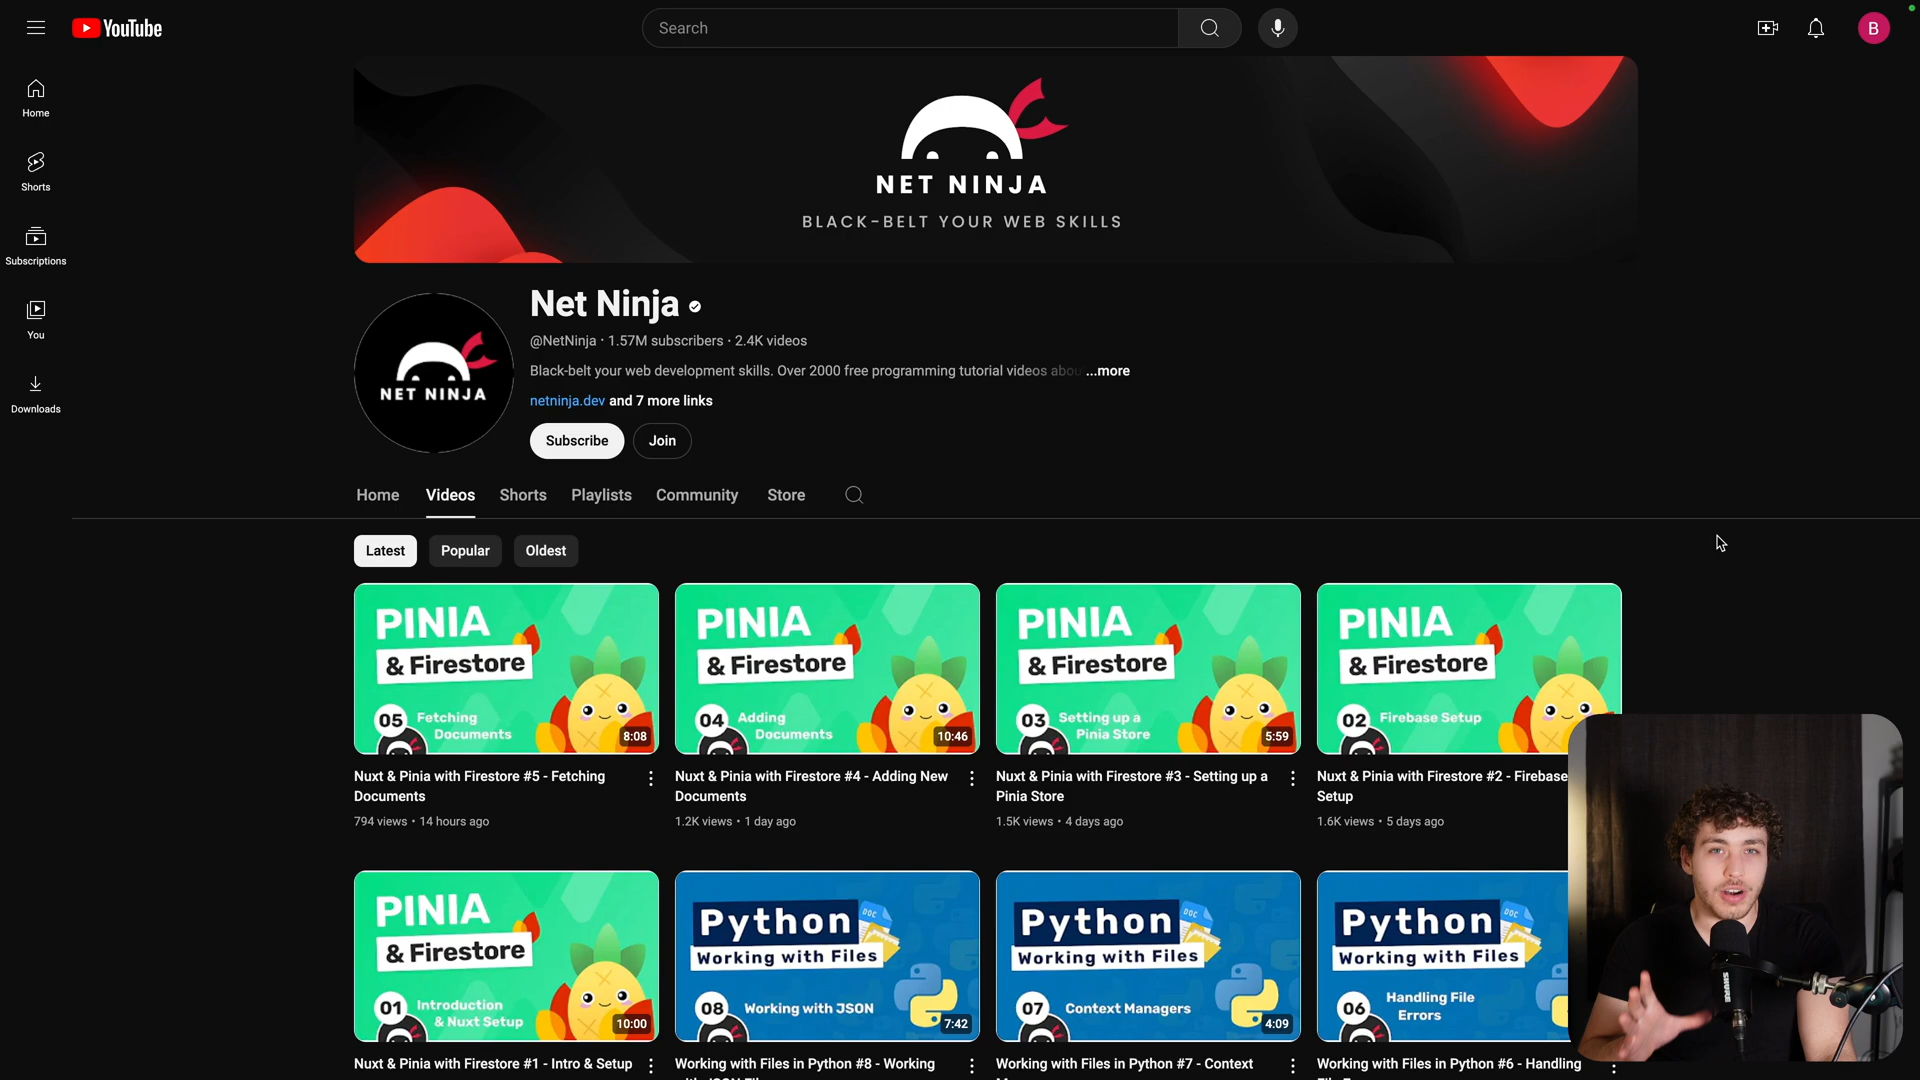 YouTube
Search
B
Home
Shorts
Subscriptions
You
Downloads
NET NINJA
BLACK-BELT YOUR WEB SKILLS
NET NINJA
Net Ninja
@NetNinja · 1.57M subscribers · 2.4K videos
Black-belt your web development skills. Over 2000 free programming tutorial videos abou ...more
netninja.dev and 7 more links
Subscribe Join
Home Videos Shorts Playlists Community Store
Latest Popular Oldest
PINIA
& Firestore
05 Fetching
Documents
8:08
Nuxt & Pinia with Firestore #5 - Fetching
Documents
794 views · 14 hours ago
PINIA
& Firestore
04 Adding
Documents
10:46
Nuxt & Pinia with Firestore #4 - Adding New
Documents
1.2K views · 1 day ago
PINIA
& Firestore
03 Setting up a
Pinia Store
5:59
Nuxt & Pinia with Firestore #3 - Setting up a
Pinia Store
1.5K views · 4 days ago
PINIA
& Firestore
02 Firebase Setup
Nuxt & Pinia with Firestore #2 - Firebase
Setup
1.6K views · 5 days ago
PINIA
& Firestore
01 Introduction
& Nuxt Setup
10:00
Nuxt & Pinia with Firestore #1 - Intro & Setup
Python
DOC
Working with Files
08 Working with JSON
7:42
Working with Files in Python #8 - Working
Python
DOC
Working with Files
07 Context Managers
4:09
Working with Files in Python #7 - Context
Python
DOC
Working with Files
06 Handling File
Errors
Working with Files in Python #6 - Handling
SHURE